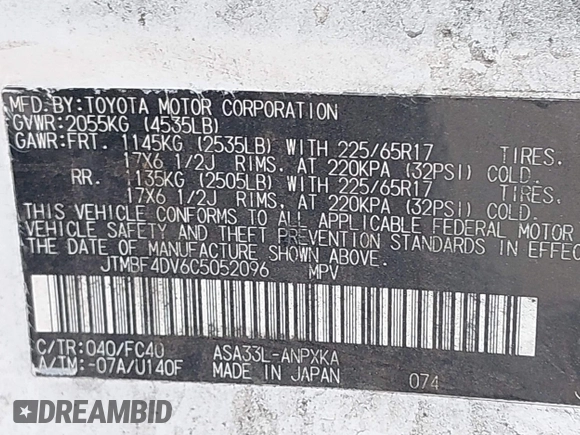 MFD.BY:TOYOTA MOTOR CORPORATION
GVWR:2055KG (4535LB)
GAWR:FRT. 1145KG (2535LB) WITH 225/65R17 TIRES.
17X6 1/2J RIMS. AT 220KPA (32PSI) COLD.
RR. 1135KG (2505LB) WITH 225/65R17 TIRES.
17X6 1/2J RIMS. AT 220KPA (32PSI) COLD.
THIS VEHICLE CONFORMS TO ALL APPLICABLE FEDERAL MOTOR
VEHICLE SAFETY AND THEFT PREVENTION STANDARDS IN EFFEC
THE DATE OF MANUFACTURE SHOWN ABOVE.
JTMBF4DV6C5052096 MPV
C/TR:040/FC40 ASA33L-ANPXKA
A/TM:-07A/U140F MADE IN JAPAN 074
DREAMBID